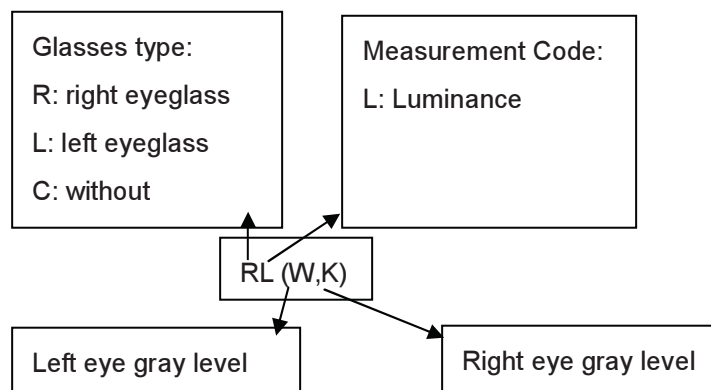 Glasses type:
R: right eyeglass
L: left eyeglass
C: without
Measurement Code:
L: Luminance
RL (W,K)
Left eye gray level
Right eye gray level